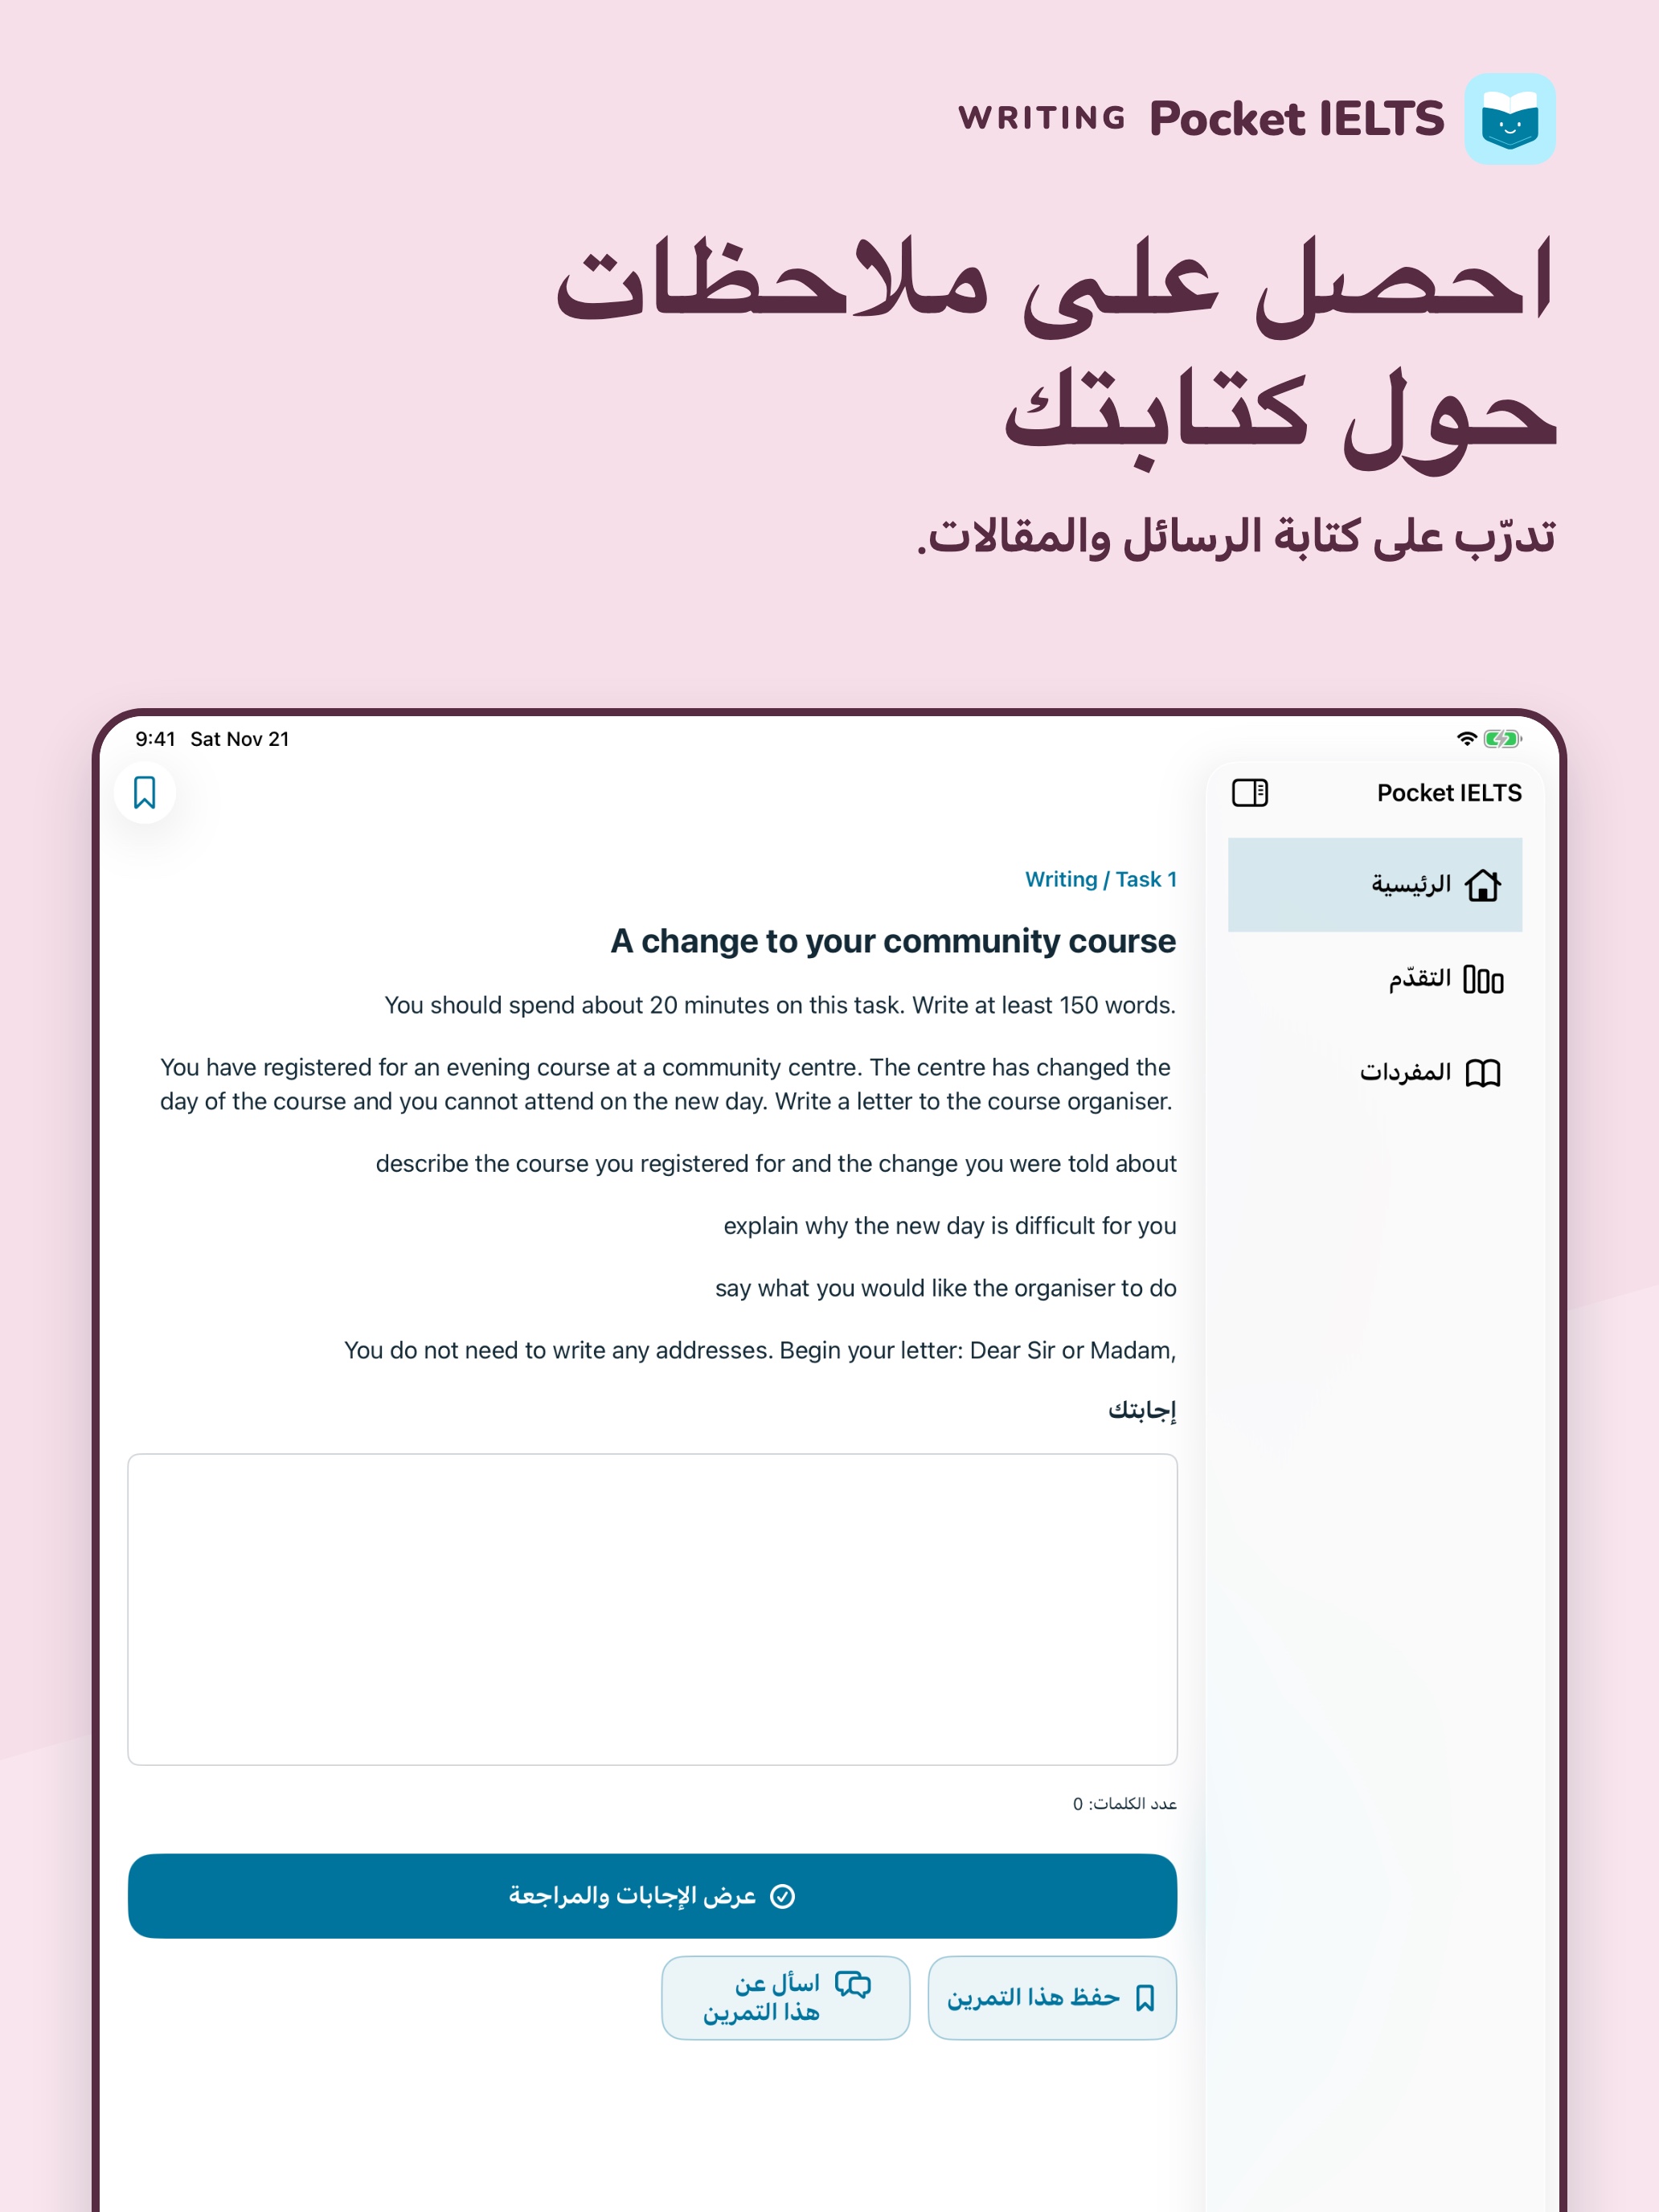 Pocket IELTS WRITING
احصل على ملاحظات
حول كتابتك
تدرّب على كتابة الرسائل والمقالات.
9:41 Sat Nov 21
Pocket IELTS
الرئيسية
التقدّم
المفردات
Writing / Task 1
A change to your community course
You should spend about 20 minutes on this task. Write at least 150 words.
You have registered for an evening course at a community centre. The centre has changed the
day of the course and you cannot attend on the new day. Write a letter to the course organiser.
describe the course you registered for and the change you were told about
explain why the new day is difficult for you
say what you would like the organiser to do
You do not need to write any addresses. Begin your letter: Dear Sir or Madam,
إجابتك
عدد الكلمات: 0
عرض الإجابات والمراجعة
حفظ هذا التمرين
اسأل عن
هذا التمرين